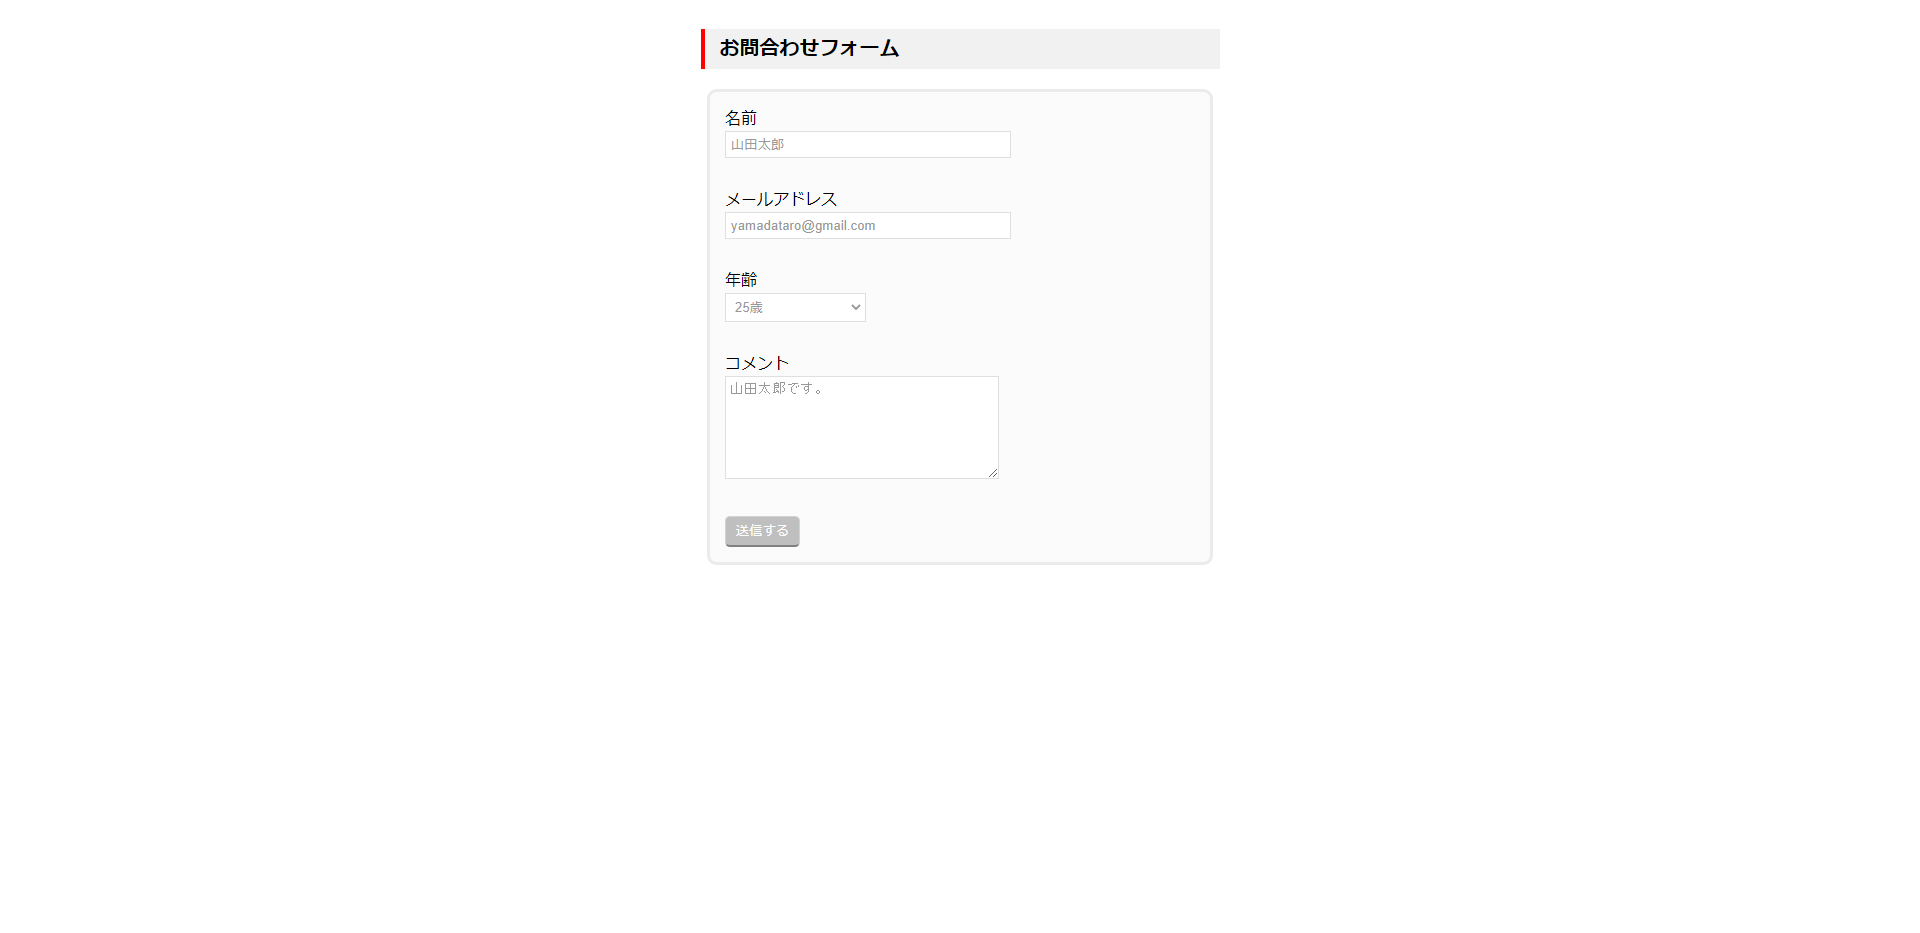 お問合わせフォーム
名前
山田太郎
メールアドレス
yamadataro@gmail.com
年齢
25歳
コメント
山田太郎です。
送信する